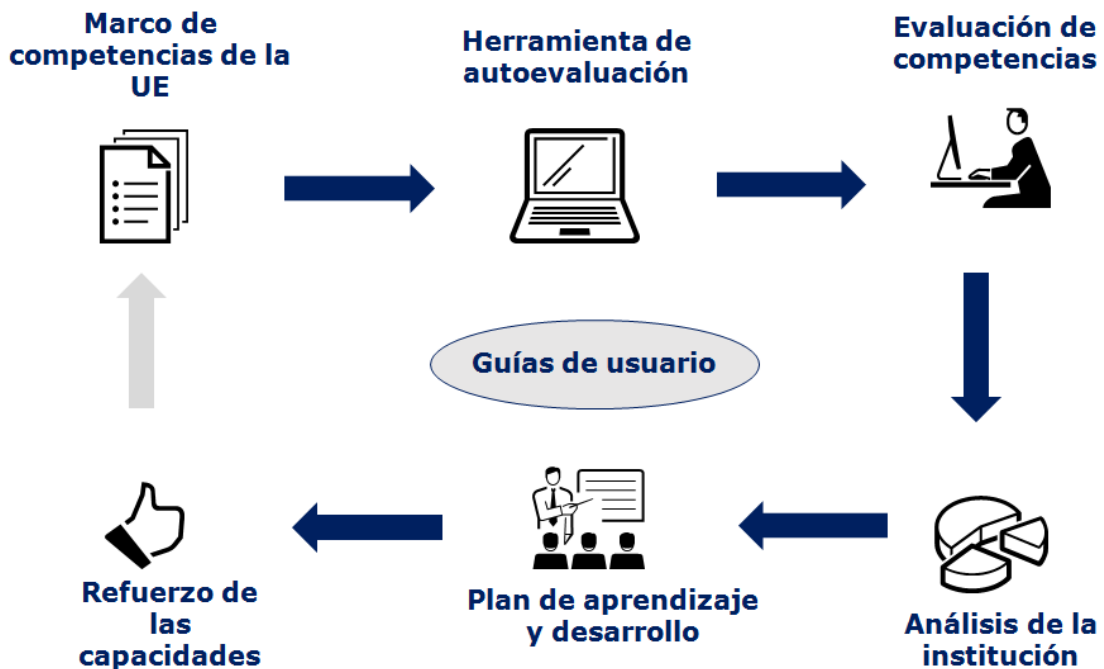 Marco de
competencias de la
UE
Herramienta de
autoevaluación
Evaluación de
competencias
Guías de usuario
Refuerzo de
las
capacidades
Plan de aprendizaje
y desarrollo
Análisis de la
institución